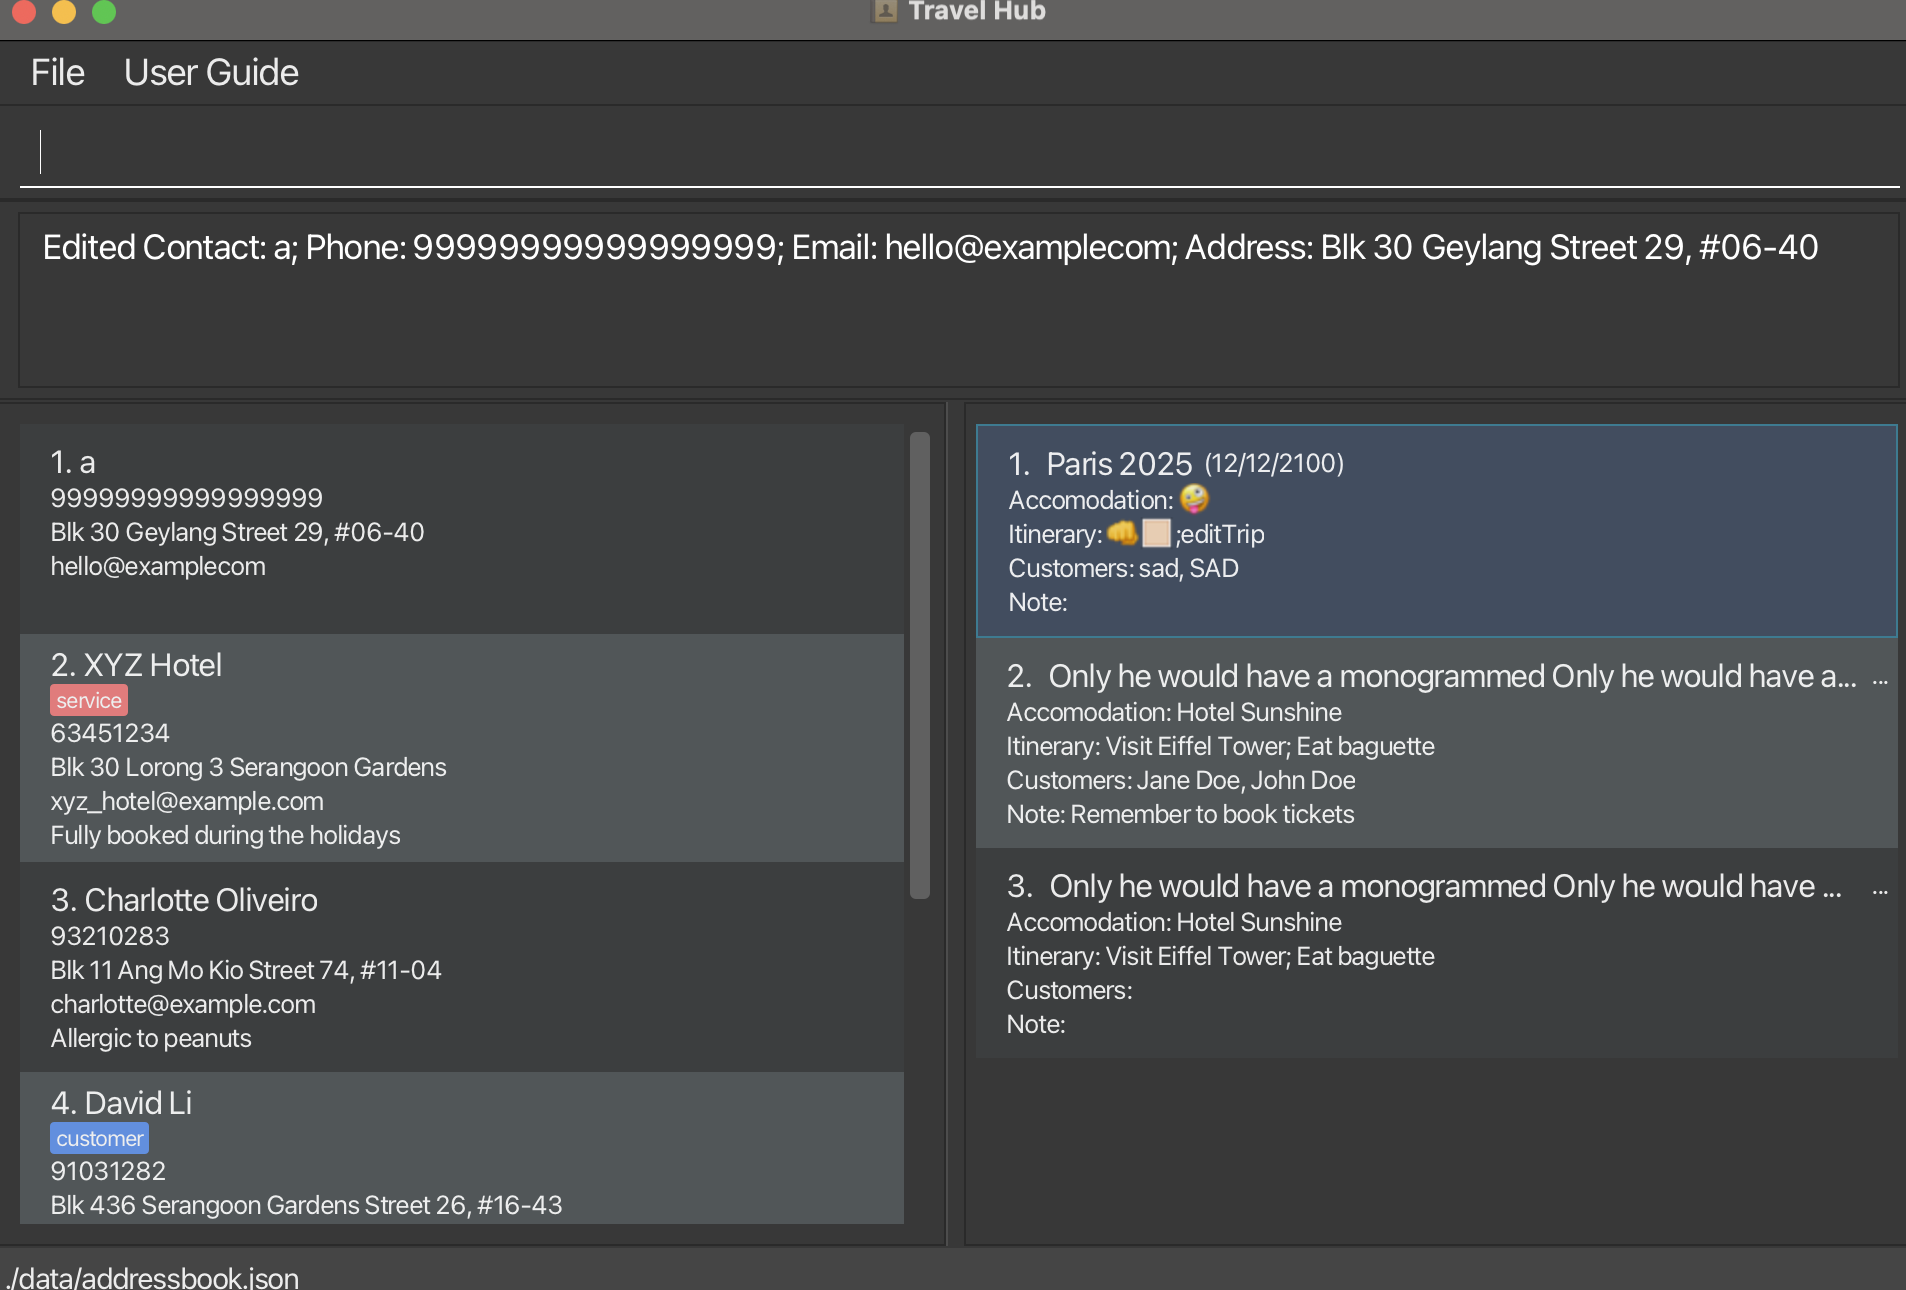 Travel Hub
File User Guide
Edited Contact: a; Phone: 99999999999999999; Email: hello@examplecom; Address: Blk 30 Geylang Street 29, #06-40
1. a
99999999999999999
Blk 30 Geylang Street 29, #06-40
hello@examplecom
2. XYZ Hotel
service
63451234
Blk 30 Lorong 3 Serangoon Gardens
xyz_hotel@example.com
Fully booked during the holidays
3. Charlotte Oliveiro
93210283
Blk 11 Ang Mo Kio Street 74, #11-04
charlotte@example.com
Allergic to peanuts
4. David Li
customer
91031282
Blk 436 Serangoon Gardens Street 26, #16-43
1. Paris 2025 (12/12/2100)
Accomodation: 🤪
Itinerary: 👊🏼;editTrip
Customers: sad, SAD
Note:
2. Only he would have a monogrammed Only he would have a... ...
Accomodation: Hotel Sunshine
Itinerary: Visit Eiffel Tower; Eat baguette
Customers: Jane Doe, John Doe
Note: Remember to book tickets
3. Only he would have a monogrammed Only he would have ... ...
Accomodation: Hotel Sunshine
Itinerary: Visit Eiffel Tower; Eat baguette
Customers:
Note:
./data/addressbook.json